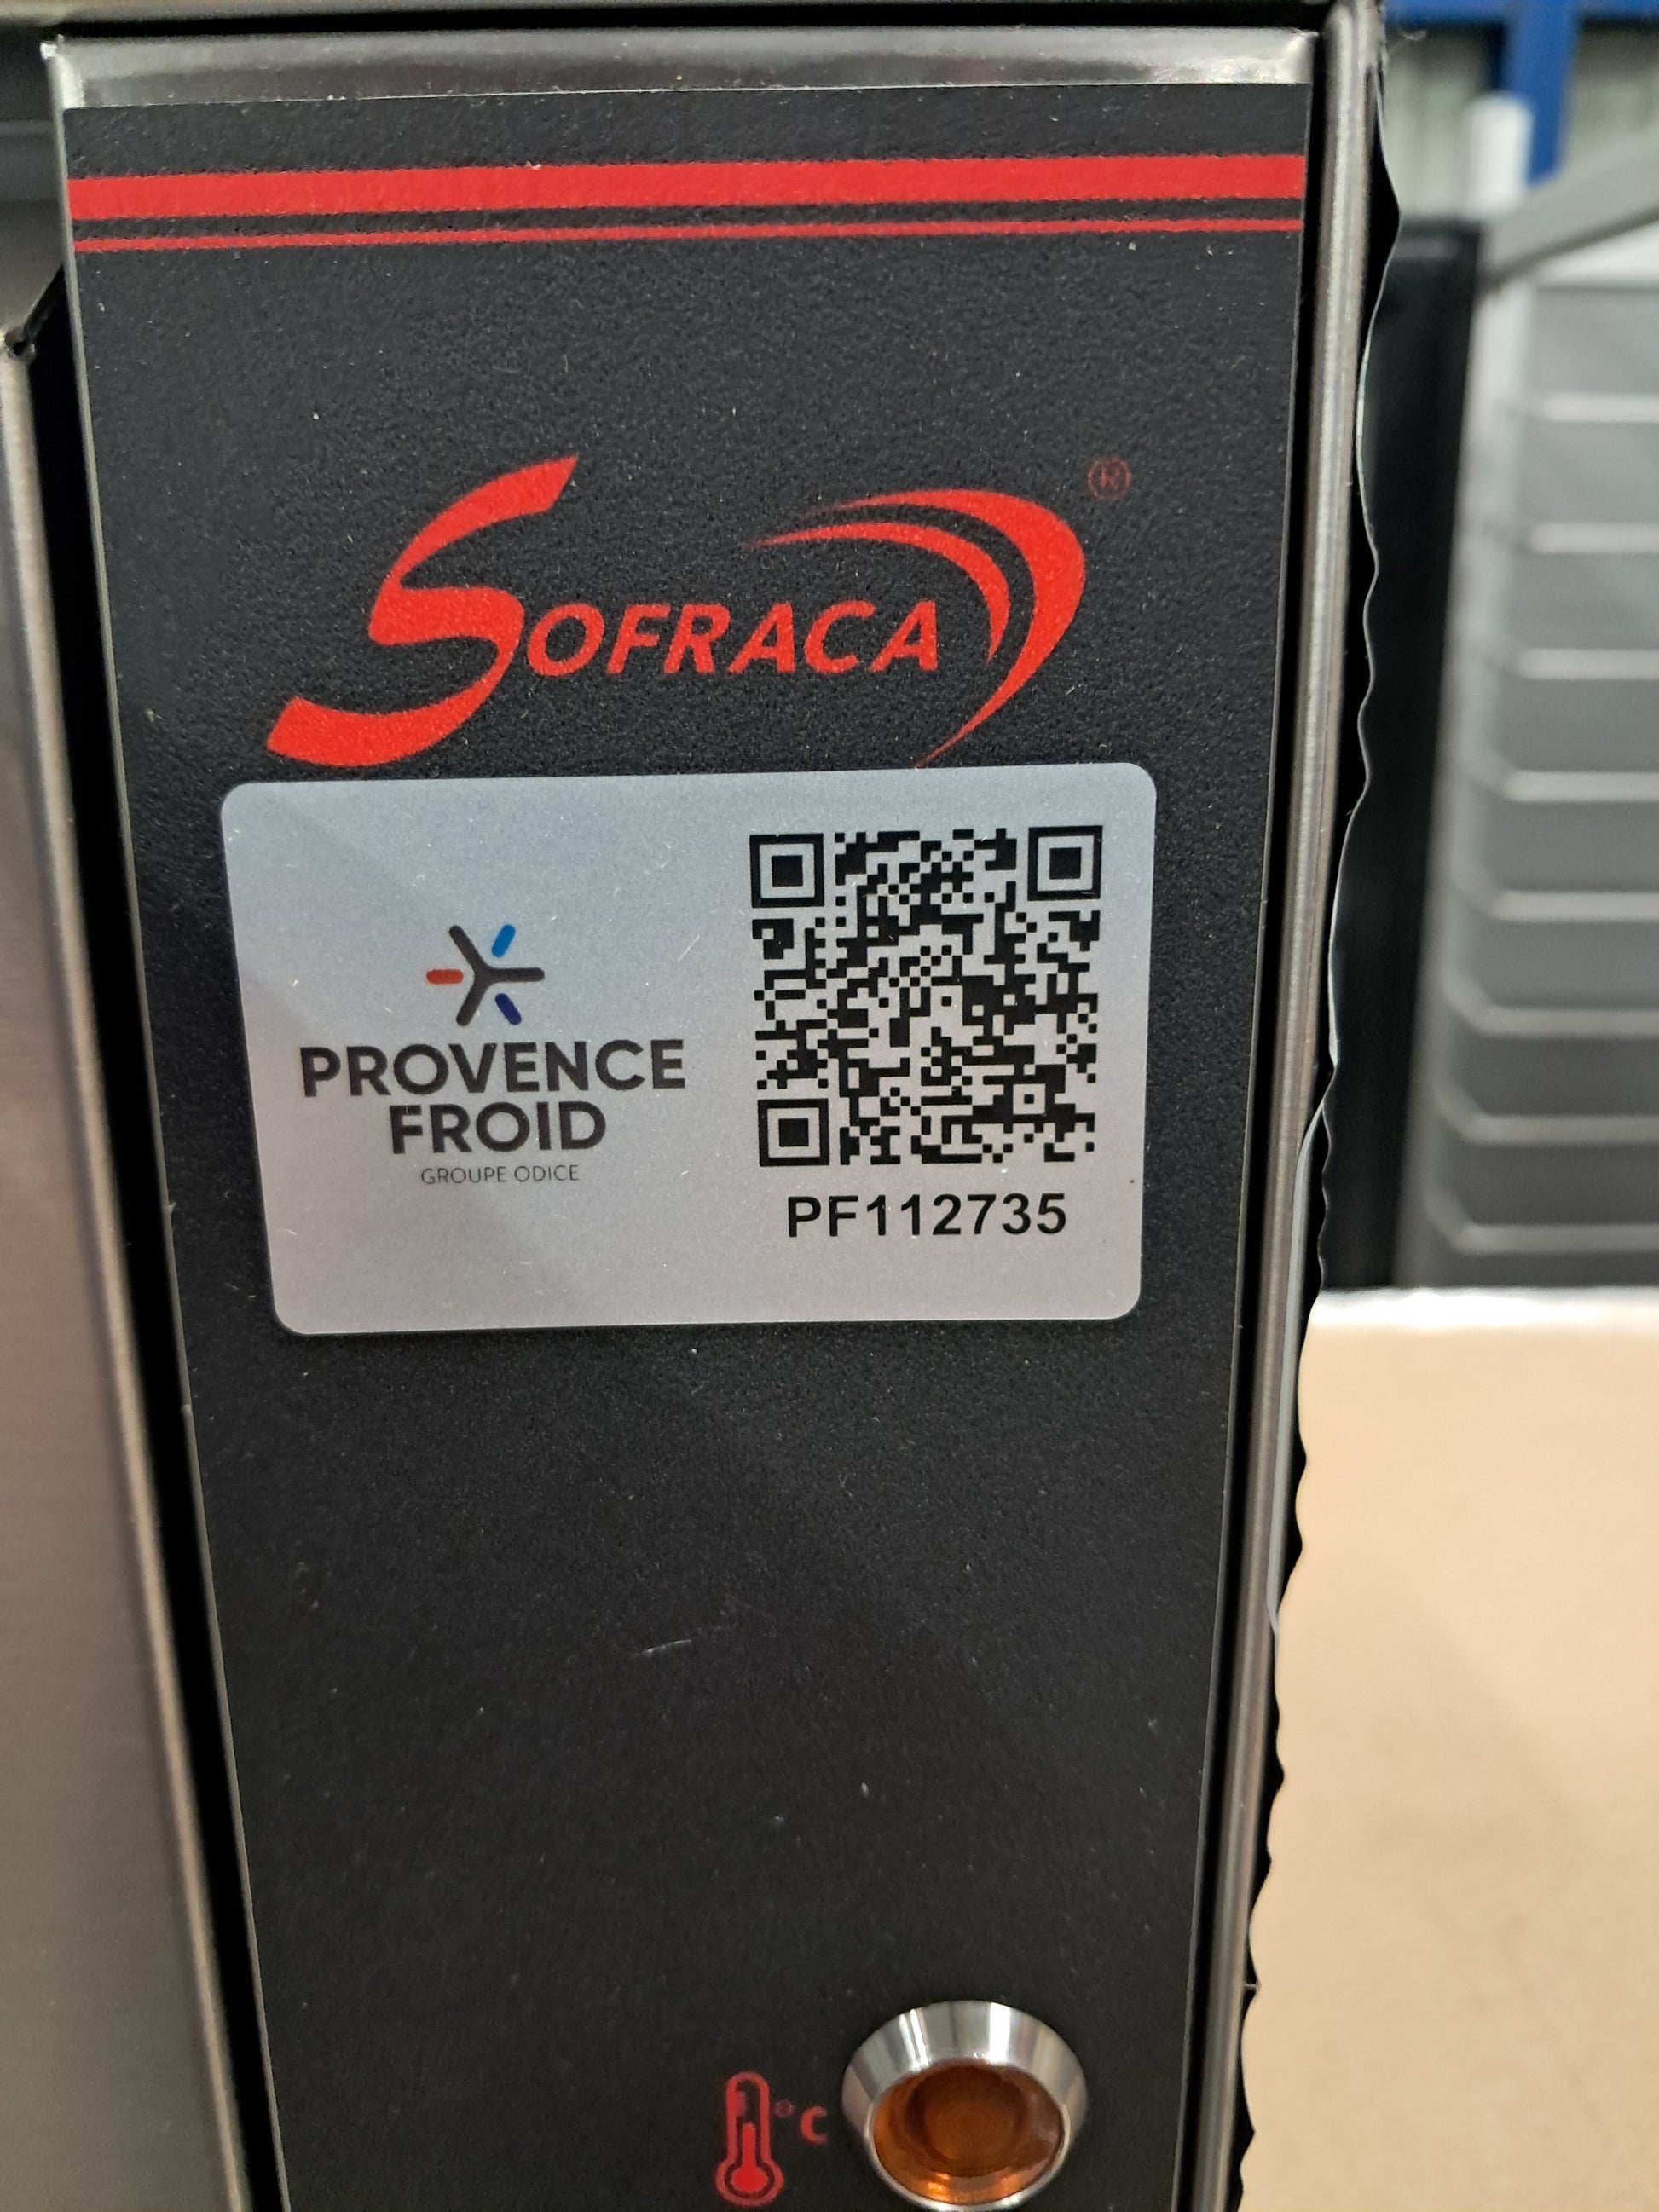 SOFRACA ®
PROVENCE
FROID
GROUPE ODICE
PF112735
°C